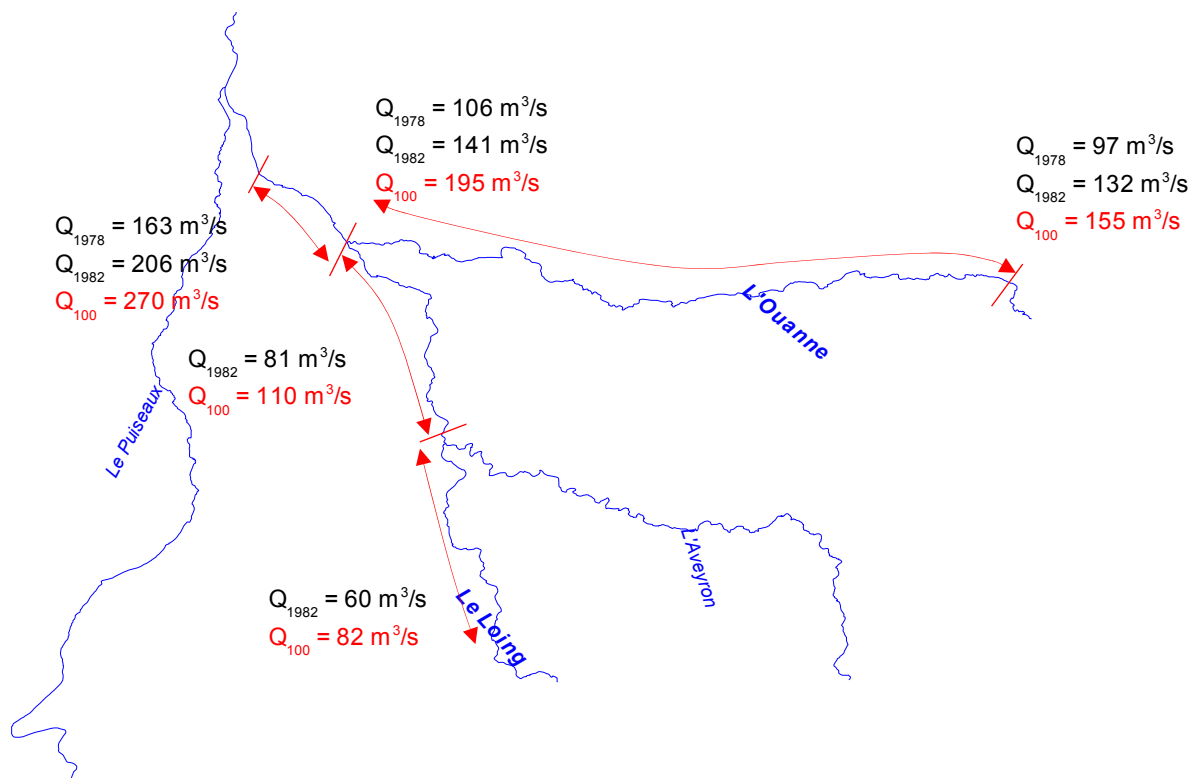 Q₁₉₇₈ = 106 m³/s
Q₁₉₈₂ = 141 m³/s
Q₁₀₀ = 195 m³/s
Q₁₉₇₈ = 97 m³/s
Q₁₉₈₂ = 132 m³/s
Q₁₀₀ = 155 m³/s
Q₁₉₇₈ = 163 m³/s
Q₁₉₈₂ = 206 m³/s
Q₁₀₀ = 270 m³/s
L'Ouanne
Q₁₉₈₂ = 81 m³/s
Q₁₀₀ = 110 m³/s
Le Puiseaux
L'Aveyron
Q₁₉₈₂ = 60 m³/s
Q₁₀₀ = 82 m³/s
Le Loing